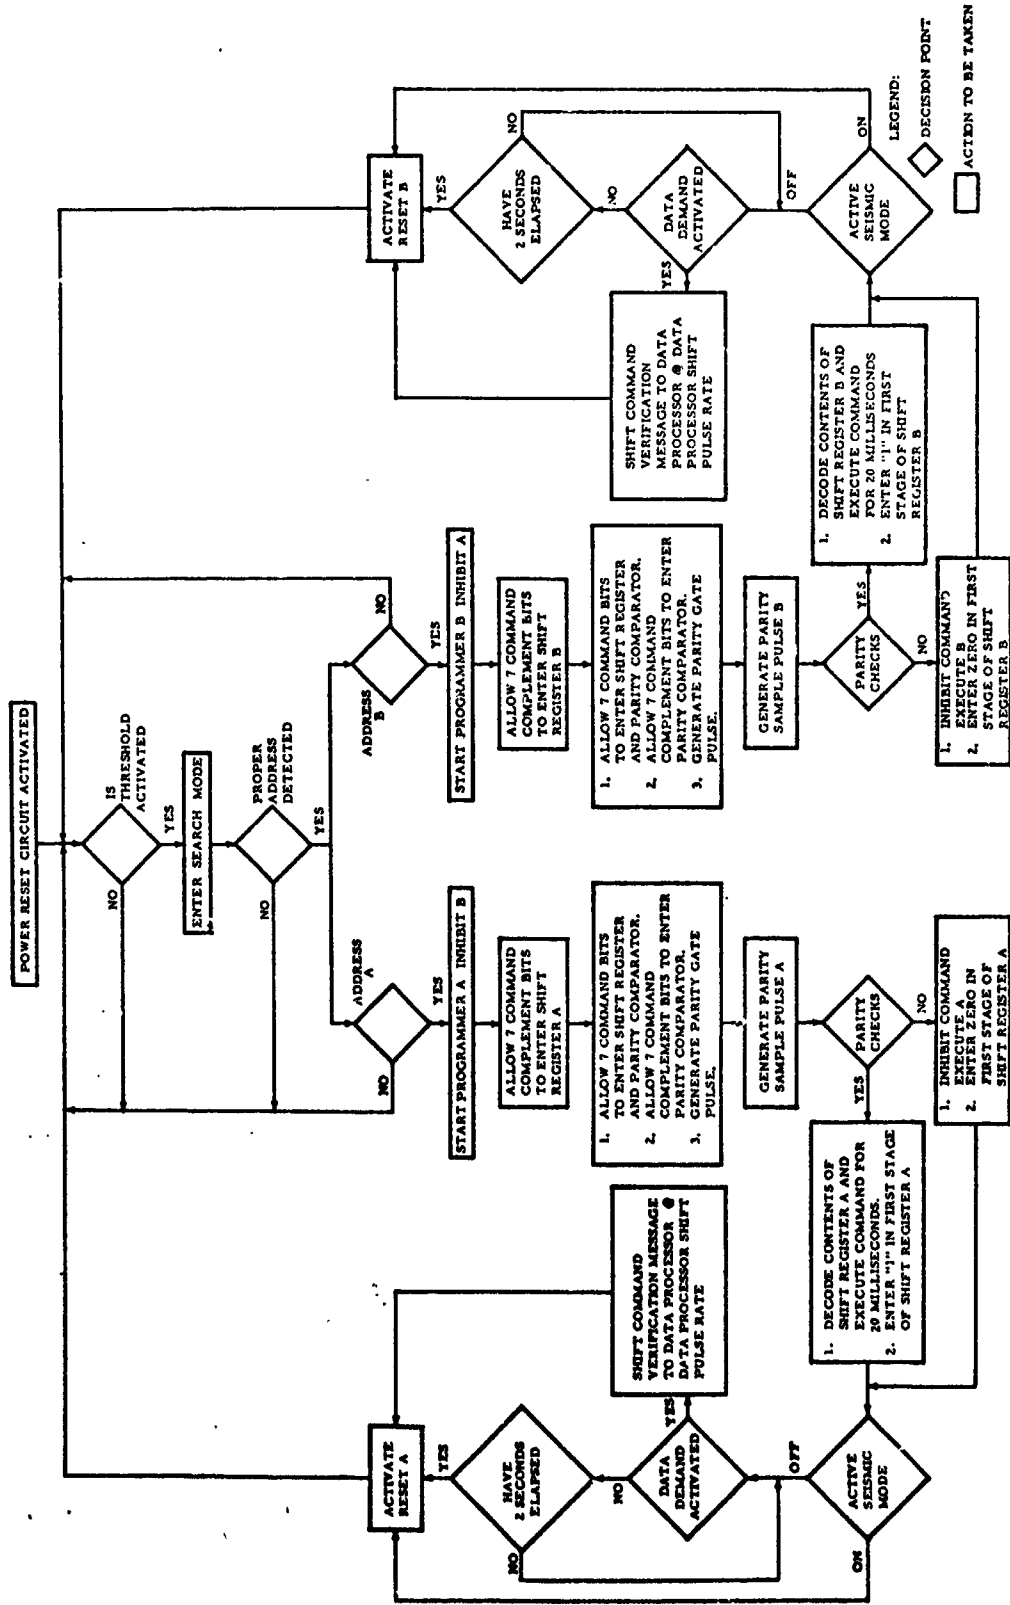 POWER RESET CIRCUIT ACTIVATED
IS
THRESHOLD
ACTIVATED
NO
YES
ENTER SEARCH MODE
PROPER
ADDRESS
DETECTED
NO
YES
ADDRESS
A
NO
YES
START PROGRAMMER A INHIBIT B
ALLOW 7 COMMAND
COMPLEMENT BITS
TO ENTER SHIFT
REGISTER A
1. ALLOW 7 COMMAND BITS
TO ENTER SHIFT REGISTER
AND PARITY COMPARATOR.
2. ALLOW 7 COMMAND
COMPLEMENT BITS TO ENTER
PARITY COMPARATOR.
3. GENERATE PARITY GATE
PULSE.
GENERATE PARITY
SAMPLE PULSE A
PARITY
CHECKS
YES
NO
1. INHIBIT COMMAND
EXECUTE A
2. ENTER ZERO IN
FIRST STAGE OF
SHIFT REGISTER A
1. DECODE CONTENTS OF
SHIFT REGISTER A AND
EXECUTE COMMAND FOR
20 MILLISECONDS.
2. ENTER "1" IN FIRST STAGE
OF SHIFT REGISTER A
ACTIVE
SEISMIC
MODE
ON
OFF
DATA
DEMAND
ACTIVATED
YES
NO
SHIFT COMMAND
VERIFICATION MESSAGE
TO DATA PROCESSOR @
DATA PROCESSOR SHIFT
PULSE RATE
HAVE
2 SECONDS
ELAPSED
NO
YES
ACTIVATE
RESET A
ADDRESS
B
NO
YES
START PROGRAMMER B INHIBIT A
ALLOW 7 COMMAND
COMPLEMENT BITS
TO ENTER SHIFT
REGISTER B
1. ALLOW 7 COMMAND BITS
TO ENTER SHIFT REGISTER
AND PARITY COMPARATOR.
2. ALLOW 7 COMMAND
COMPLEMENT BITS TO ENTER
PARITY COMPARATOR.
3. GENERATE PARITY GATE
PULSE.
GENERATE PARITY
SAMPLE PULSE B
PARITY
CHECKS
YES
NO
1. INHIBIT COMMAND
EXECUTE B
2. ENTER ZERO IN FIRST
STAGE OF SHIFT
REGISTER B
1. DECODE CONTENTS OF
SHIFT REGISTER B AND
EXECUTE COMMAND
FOR 20 MILLISECONDS
2. ENTER "1" IN FIRST
STAGE OF SHIFT
REGISTER B
ACTIVE
SEISMIC
MODE
ON
OFF
DATA
DEMAND
ACTIVATED
YES
NO
SHIFT COMMAND
VERIFICATION
MESSAGE TO DATA
PROCESSOR @ DATA
PROCESSOR SHIFT
PULSE RATE
HAVE
2 SECONDS
ELAPSED
NO
YES
ACTIVATE
RESET B
LEGEND:
DECISION POINT
ACTION TO BE TAKEN